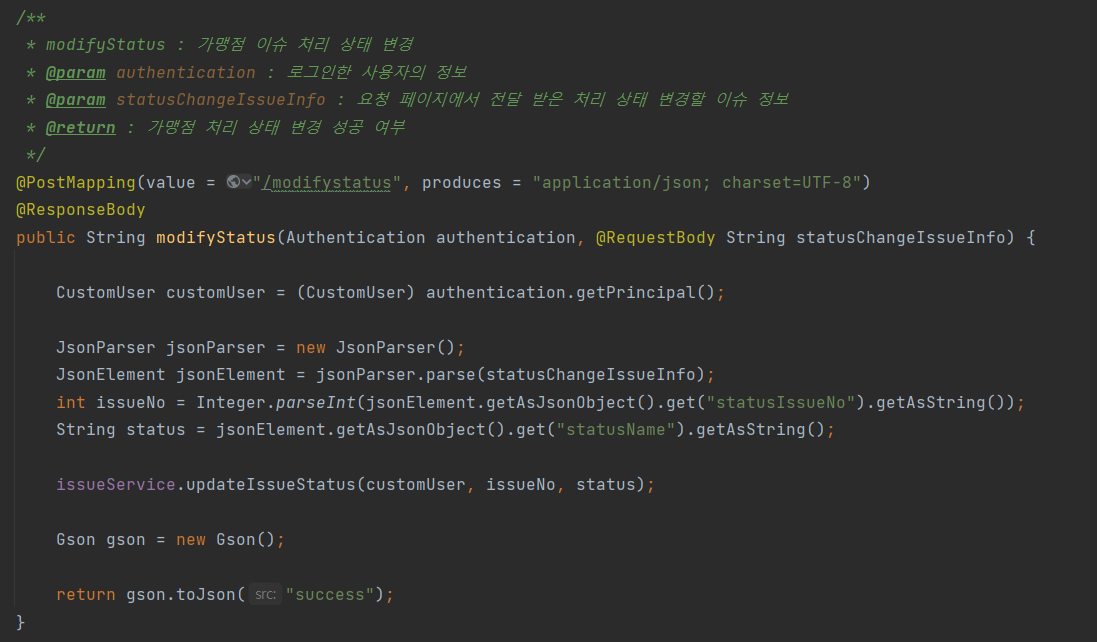 /**
 * modifyStatus : 가맹점 이슈 처리 상태 변경
 * @param authentication : 로그인한 사용자의 정보
 * @param statusChangeIssueInfo : 요청 페이지에서 전달 받은 처리 상태 변경할 이슈 정보
 * @return : 가맹점 처리 상태 변경 성공 여부
 */
@PostMapping(value = "/modifystatus", produces = "application/json; charset=UTF-8")
@ResponseBody
public String modifyStatus(Authentication authentication, @RequestBody String statusChangeIssueInfo) {
    CustomUser customUser = (CustomUser) authentication.getPrincipal();
    JsonParser jsonParser = new JsonParser();
    JsonElement jsonElement = jsonParser.parse(statusChangeIssueInfo);
    int issueNo = Integer.parseInt(jsonElement.getAsJsonObject().get("statusIssueNo").getAsString());
    String status = jsonElement.getAsJsonObject().get("statusName").getAsString();
    issueService.updateIssueStatus(customUser, issueNo, status);
    Gson gson = new Gson();
    return gson.toJson( src: "success");
}